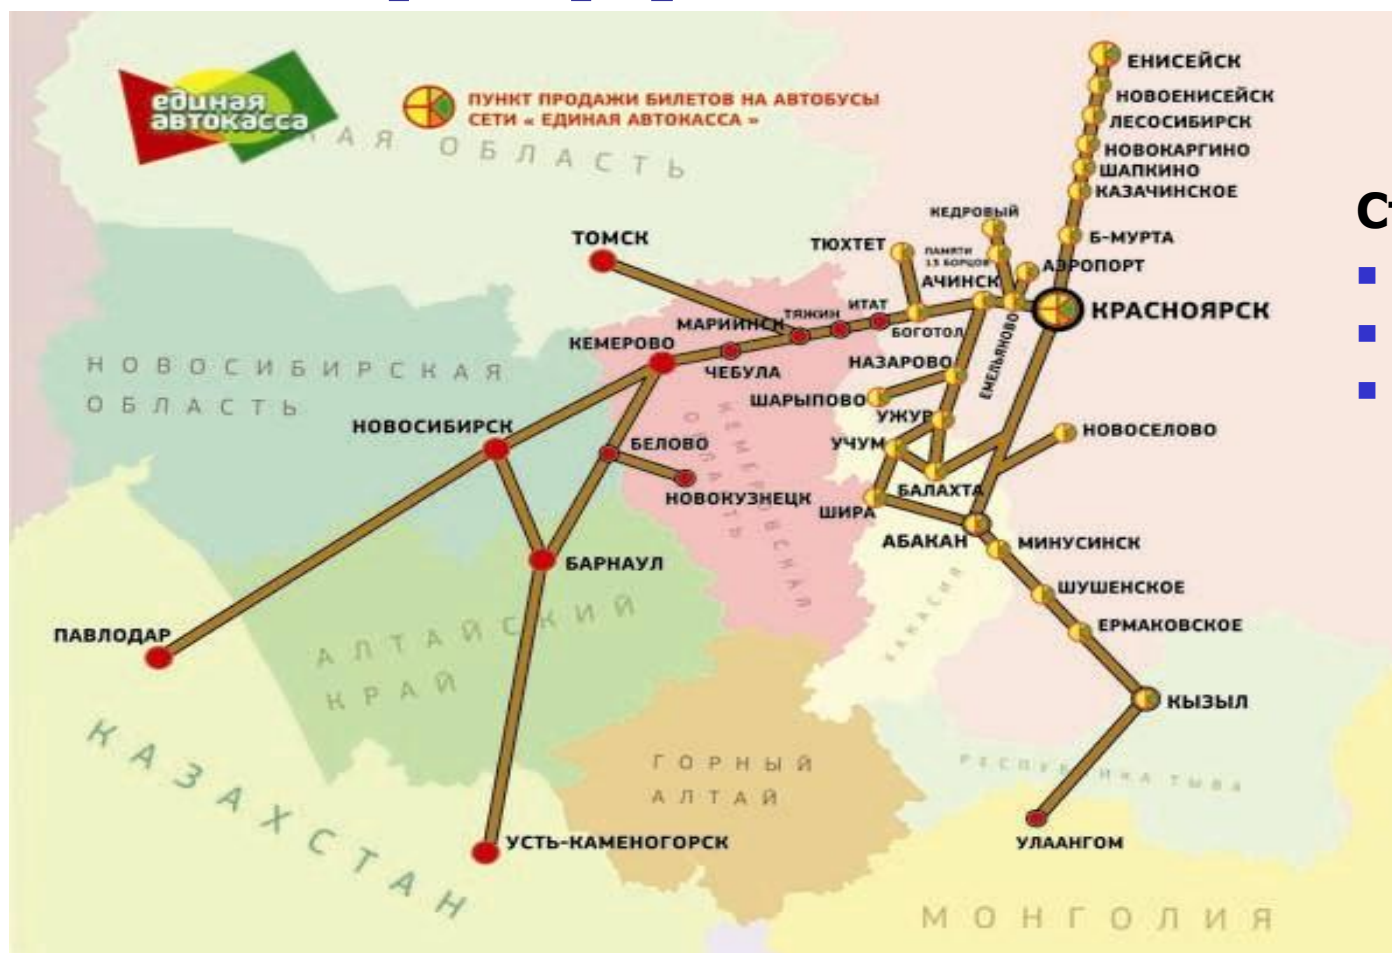 единая
автокасса
ПУНКТ ПРОДАЖИ БИЛЕТОВ НА АВТОБУСЫ
СЕТИ « ЕДИНАЯ АВТОКАССА »
ОБЛАСТЬ
ЕНИСЕЙСК
НОВОЕНИСЕЙСК
ЛЕСОСИБИРСК
НОВОКАРГИНО
ШАПКИНО
КАЗАЧИНСКОЕ
Б-МУРТА
КЕДРОВЫЙ
ПАМЯТИ
13 БОРЦОВ
АЭРОПОРТ
ТЮХТЕТ
АЧИНСК
КРАСНОЯРСК
ТОМСК
ИТАТ
ТЯЖИН
МАРИИНСК
БОГОТОЛ
ЕМЕЛЬЯНОВО
КЕМЕРОВО
ЧЕБУЛА
НАЗАРОВО
ШАРЫПОВО
УЖУР
УЧУМ
НОВОСЕЛОВО
НОВОСИБИРСКАЯ
ОБЛАСТЬ
НОВОСИБИРСК
БЕЛОВО
НОВОКУЗНЕЦК
КЕМЕРОВСКАЯ
ОБЛАСТЬ
БАЛАХТА
ШИРА
АБАКАН
МИНУСИНСК
ШУШЕНСКОЕ
ЕРМАКОВСКОЕ
ХАКАСИЯ
БАРНАУЛ
АЛТАЙСКИЙ
КРАЙ
ПАВЛОДАР
КЫЗЫЛ
РЕСПУБЛИКА ТЫВА
ГОРНЫЙ
АЛТАЙ
КАЗАХСТАН
УСТЬ-КАМЕНОГОРСК
УЛААНГОМ
МОНГОЛИЯ